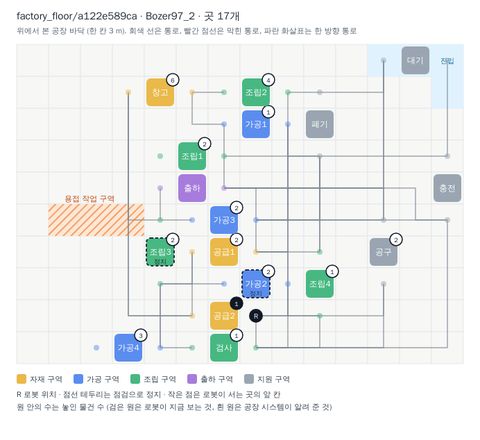 factory_floor/a122e589ca · Bozer97_2 · 곳 17개
위에서 본 공장 바닥 (한 칸 3 m). 회색 선은 통로, 빨간 점선은 막힌 통로, 파란 화살표는 한 방향 통로
대기
전립
창고 6
조립2 4
가공1 1
폐기
조립1 2
출하
충전
용접 작업 구역
가공3 2
조립3 2
정지
공급1 2
공구 2
가공2 2
정지
조립4 1
공급2 1
R
가공4 3
검사 1
자재 구역
가공 구역
조립 구역
출하 구역
지원 구역
R 로봇 위치 · 점선 테두리는 점검으로 정지 · 작은 점은 로봇이 서는 곳의 앞 칸
원 안의 수는 놓인 물건 수 (검은 원은 로봇이 지금 보는 것, 흰 원은 공장 시스템이 알려 준 것)